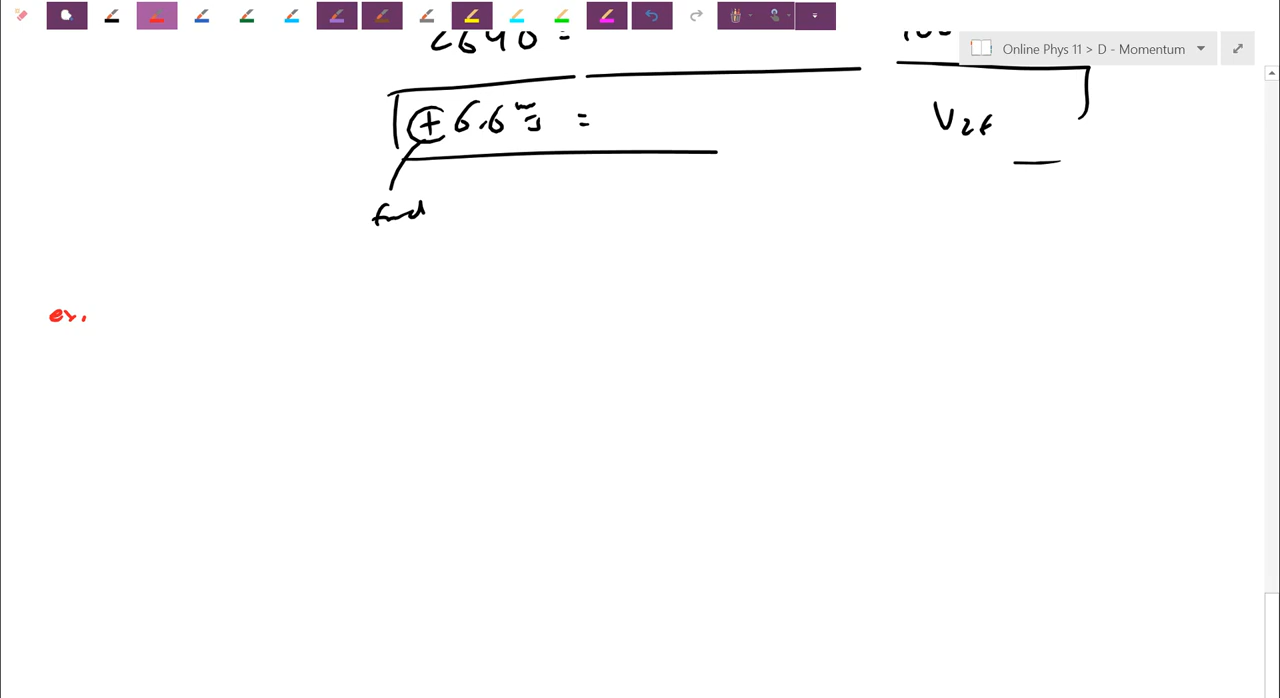 2640 =
Online Phys 11 > D - Momentum
+ 6.6 m/s = V2f
fwd
ex.